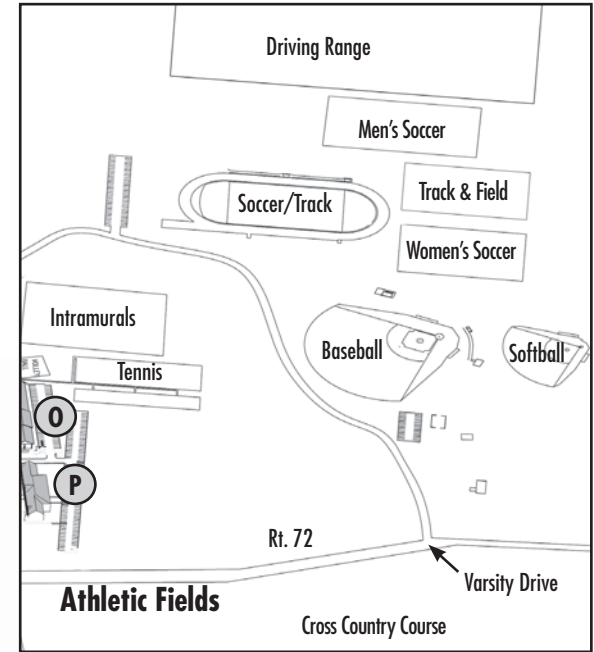 Driving Range
Men's Soccer
Soccer/Track
Track & Field
Women's Soccer
Intramurals
Tennis
Baseball
Softball
O
P
Rt. 72
Varsity Drive
Athletic Fields
Cross Country Course